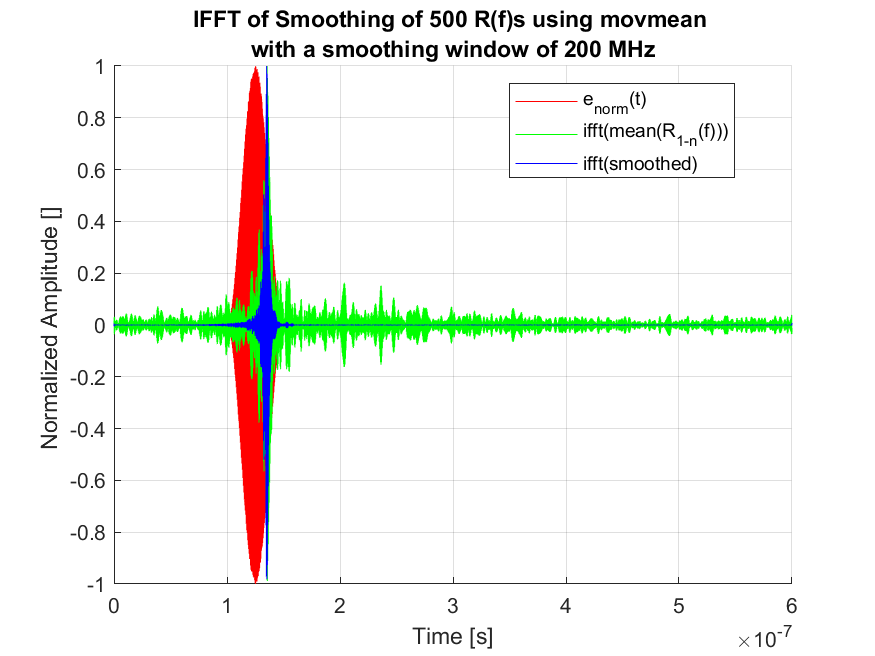 IFFT of Smoothing of 500 R(f)s using movmean
with a smoothing window of 200 MHz
1
0.8
0.6
0.4
0.2
0
-0.2
-0.4
-0.6
-0.8
-1
Normalized Amplitude []
e_norm(t)
ifft(mean(R_1-n(f)))
ifft(smoothed)
0 1 2 3 4 5 6
Time [s]
×10^-7